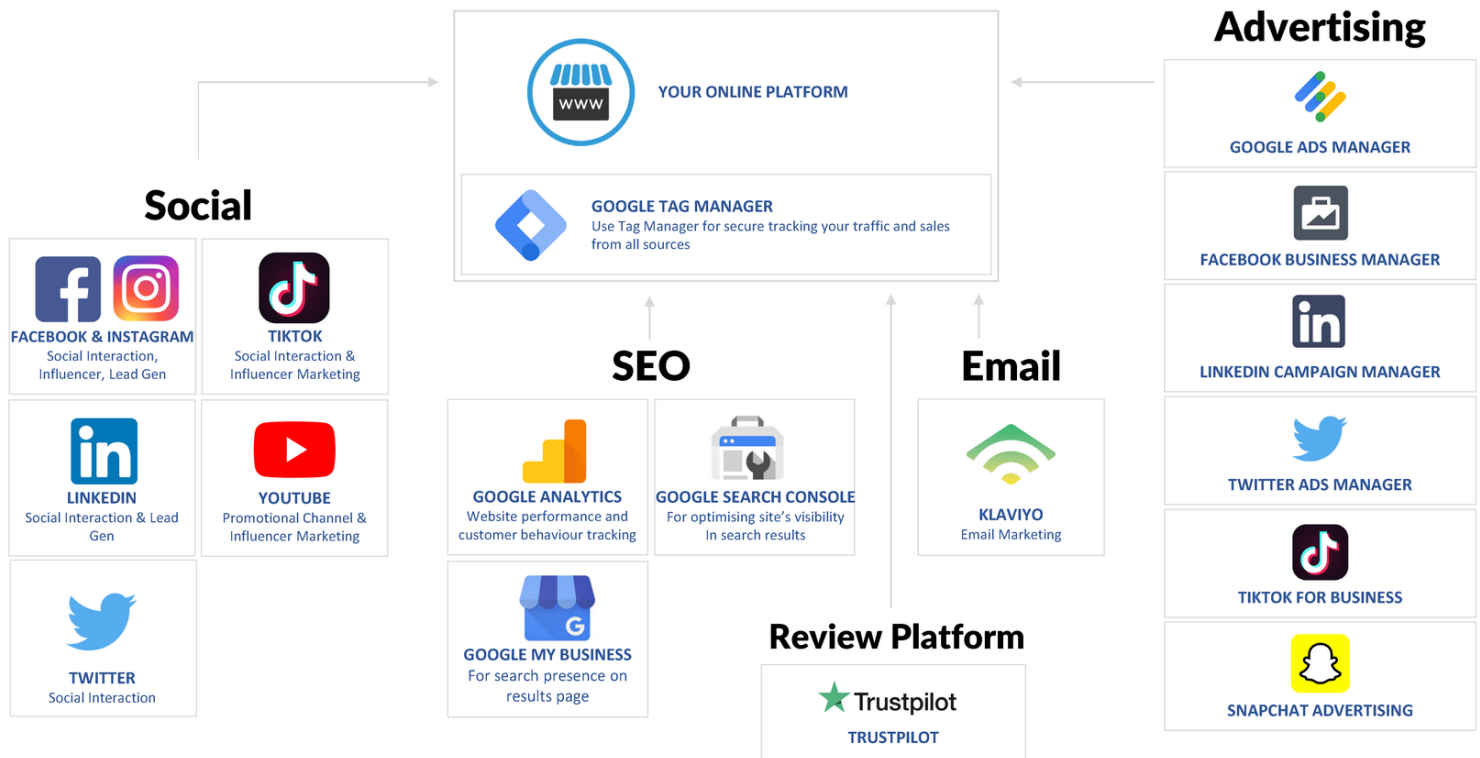 YOUR ONLINE PLATFORM
www
GOOGLE TAG MANAGER
Use Tag Manager for secure tracking your traffic and sales
from all sources
Social
FACEBOOK & INSTAGRAM
Social Interaction,
Influencer, Lead Gen
TIKTOK
Social Interaction &
Influencer Marketing
in
LINKEDIN
Social Interaction & Lead
Gen
YOUTUBE
Promotional Channel &
Influencer Marketing
TWITTER
Social Interaction
SEO
GOOGLE ANALYTICS
Website performance and
customer behaviour tracking
GOOGLE SEARCH CONSOLE
For optimising site's visibility
In search results
G
GOOGLE MY BUSINESS
For search presence on
results page
Email
KLAVIYO
Email Marketing
Review Platform
Trustpilot
TRUSTPILOT
Advertising
GOOGLE ADS MANAGER
FACEBOOK BUSINESS MANAGER
in
LINKEDIN CAMPAIGN MANAGER
TWITTER ADS MANAGER
TIKTOK FOR BUSINESS
SNAPCHAT ADVERTISING